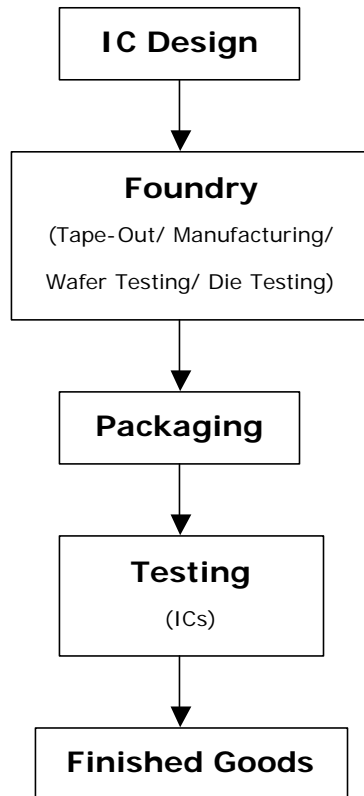 IC Design
Foundry
(Tape-Out/ Manufacturing/
Wafer Testing/ Die Testing)
Packaging
Testing
(ICs)
Finished Goods